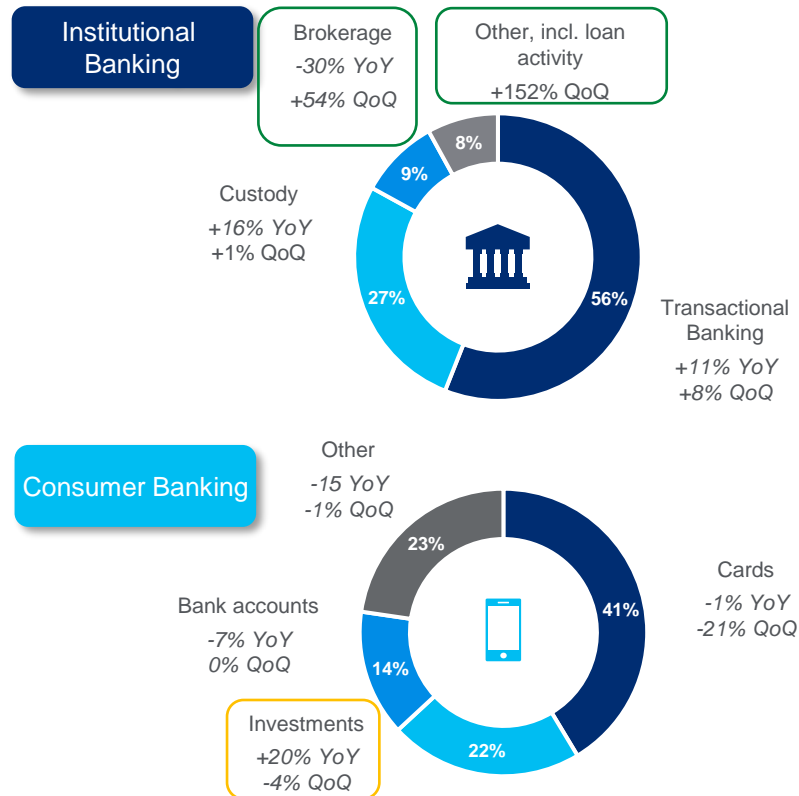 Institutional
Banking
Brokerage
-30% YoY
+54% QoQ
Other, incl. loan
activity
+152% QoQ
8%
9%
Custody
+16% YoY
+1% QoQ
27%
56%
Transactional
Banking
+11% YoY
+8% QoQ
Consumer Banking
Other
-15 YoY
-1% QoQ
23%
Cards
-1% YoY
-21% QoQ
41%
Bank accounts
-7% YoY
0% QoQ
14%
Investments
+20% YoY
-4% QoQ
22%